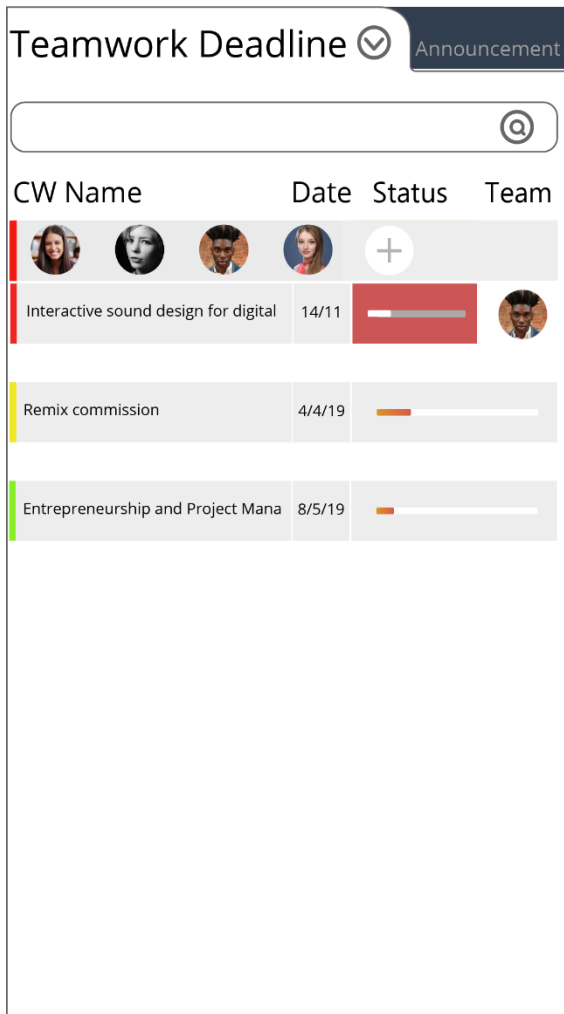 Teamwork Deadline
Announcement
CW Name Date Status Team
Interactive sound design for digital 14/11
Remix commission 4/4/19
Entrepreneurship and Project Mana 8/5/19